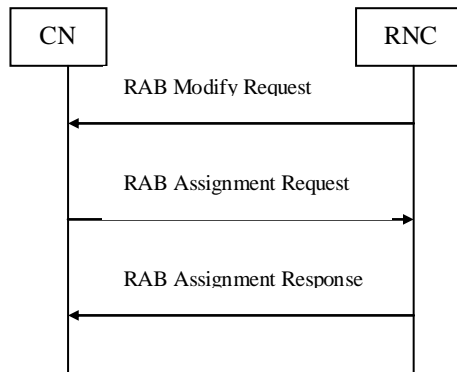 CN
RNC
RAB Modify Request
RAB Assignment Request
RAB Assignment Response